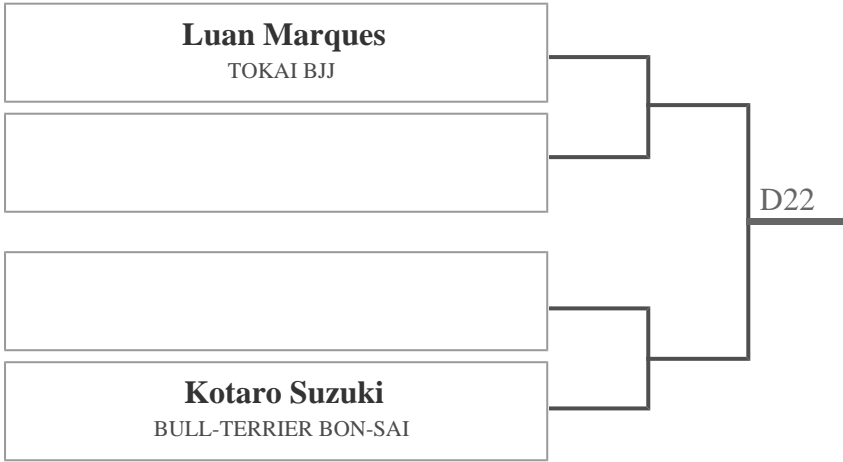 Luan Marques
TOKAI BJJ
D22
Kotaro Suzuki
BULL-TERRIER BON-SAI